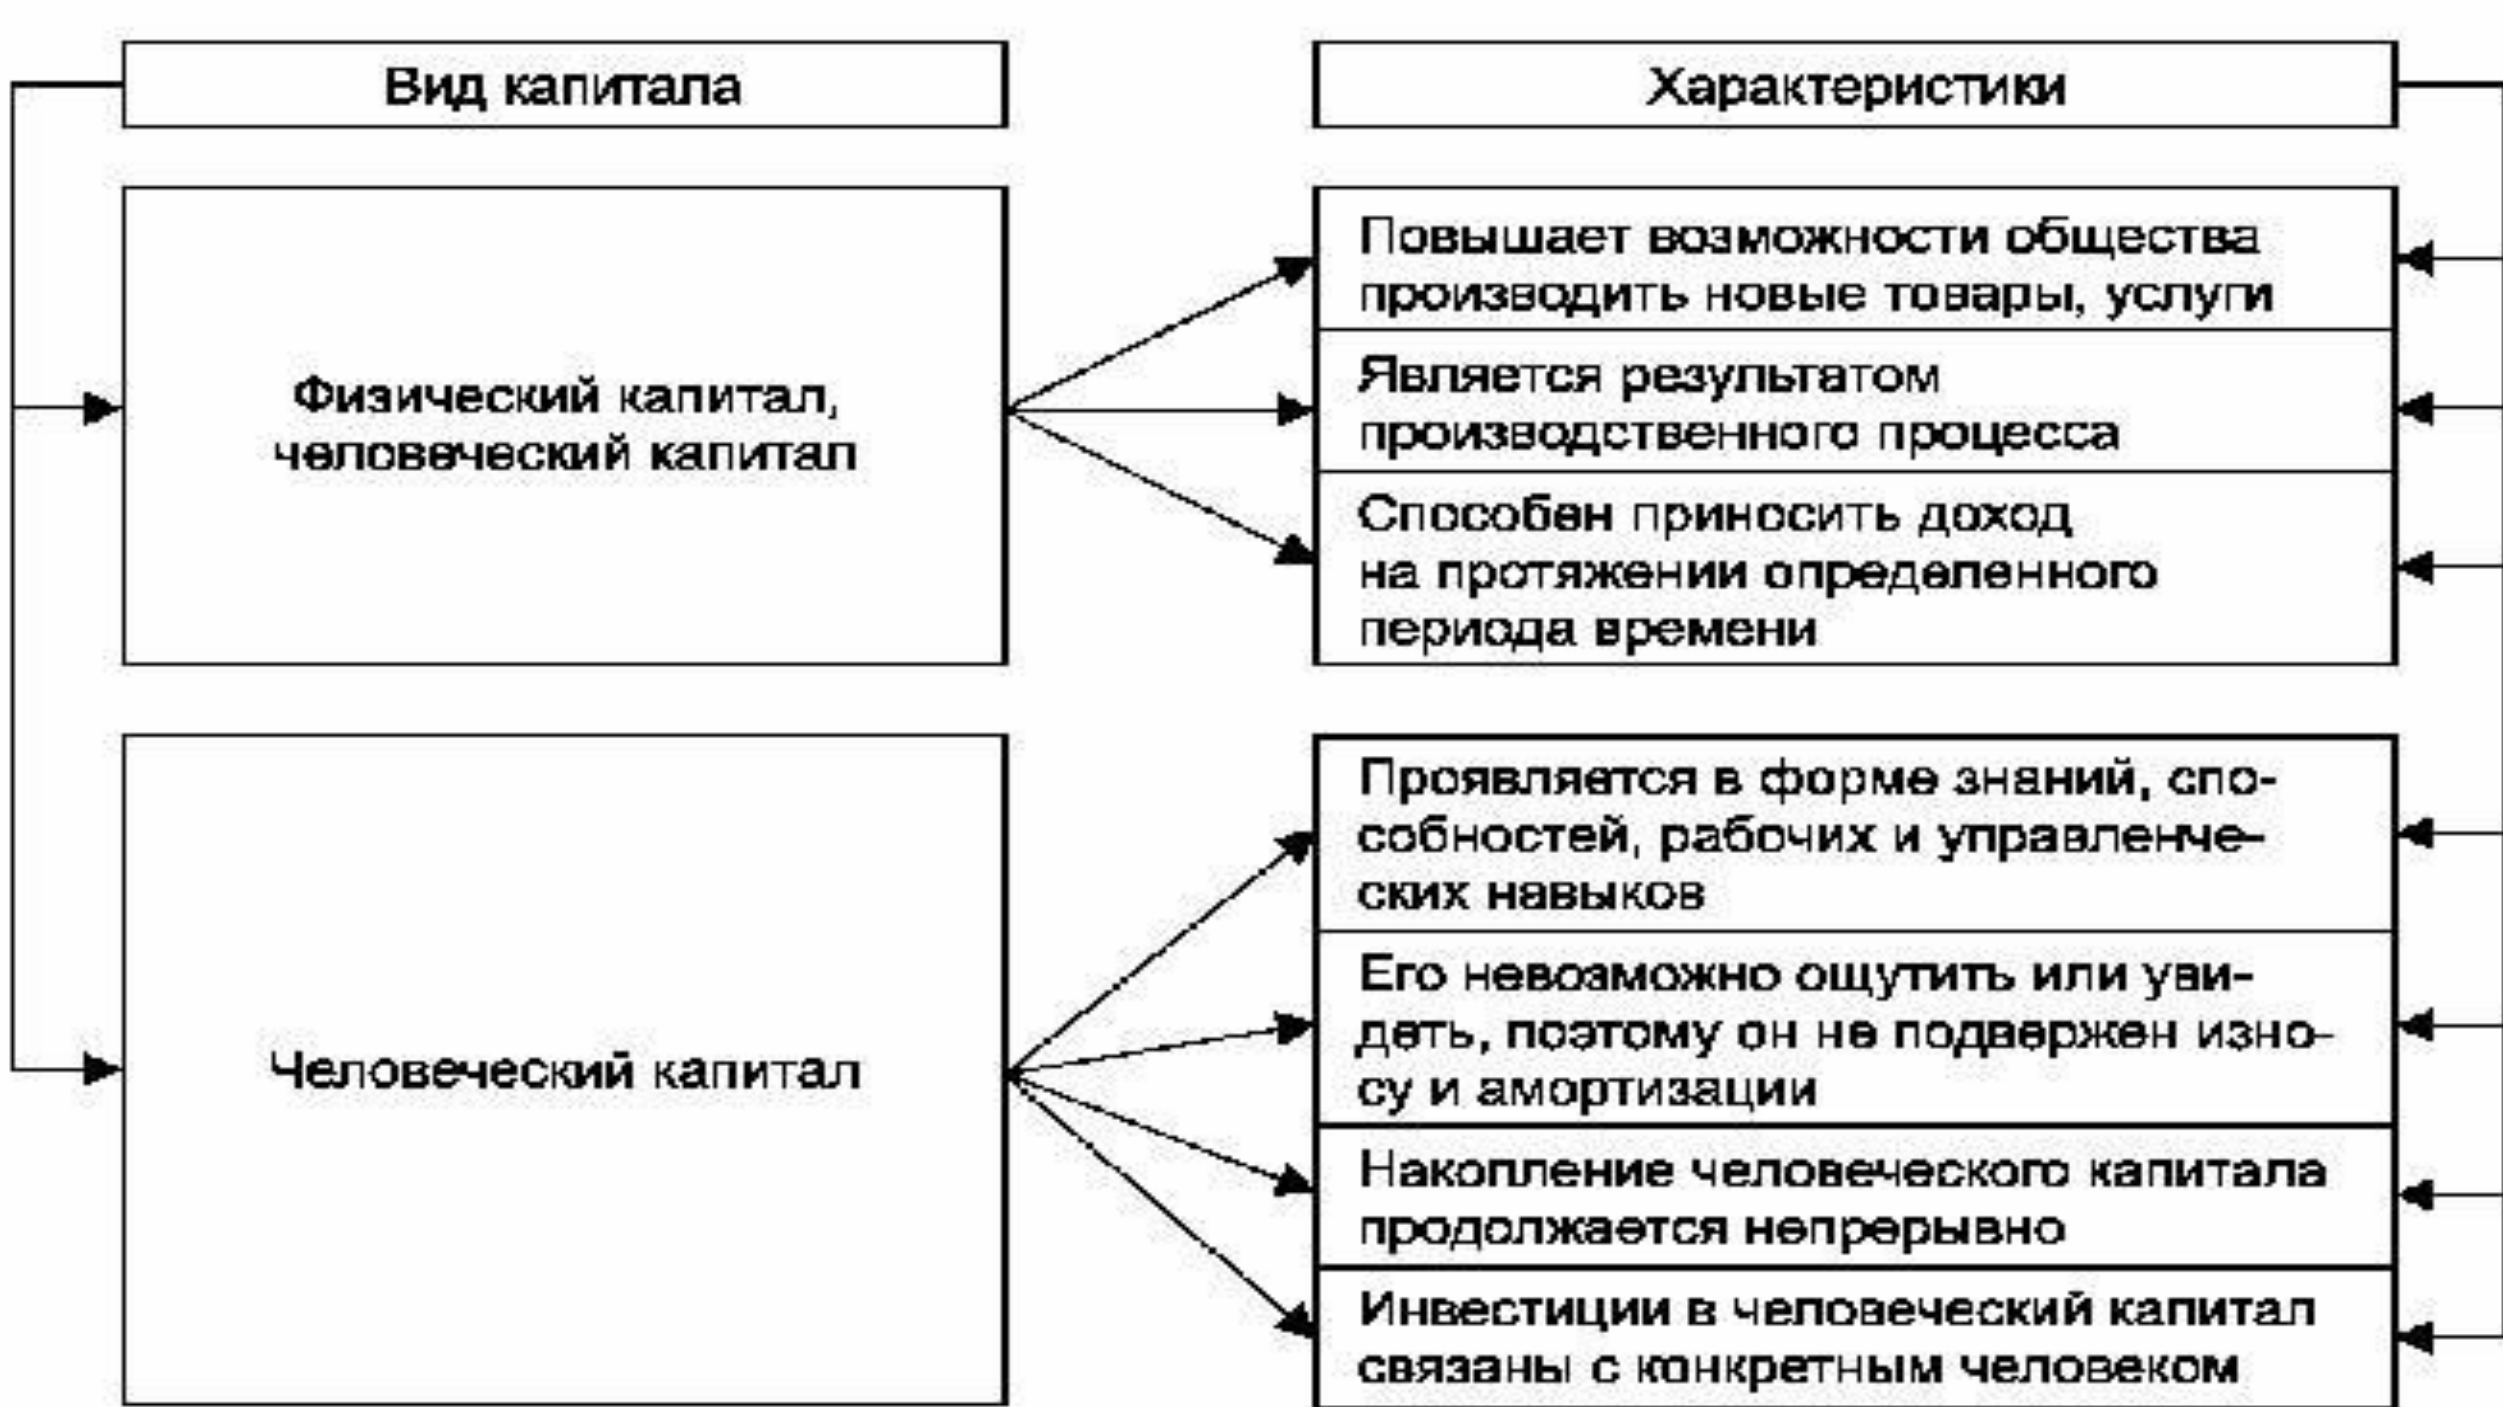 Вид капитала
Характеристики
Физический капитал,
человеческий капитал
Повышает возможности общества
производить новые товары, услуги
Является результатом
производственного процесса
Способен приносить доход
на протяжении определенного
периода времени
Человеческий капитал
Проявляется в форме знаний, спо-
собностей, рабочих и управленче-
ских навыков
Его невозможно ощутить или уви-
деть, поэтому он не подвержен изно-
су и амортизации
Накопление человеческого капитала
продолжается непрерывно
Инвестиции в человеческий капитал
связаны с конкретным человеком